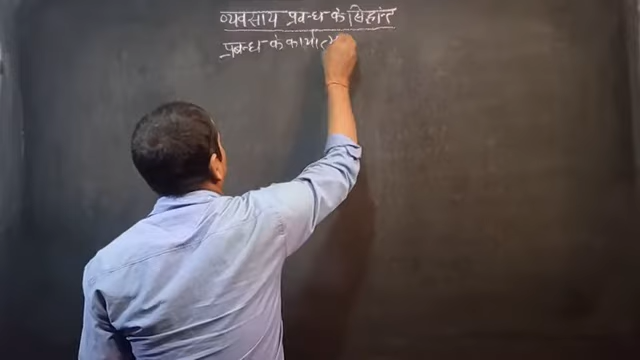 व्यवसाय प्रबन्ध के सिद्धांत
प्रबन्ध के कार्यात्म